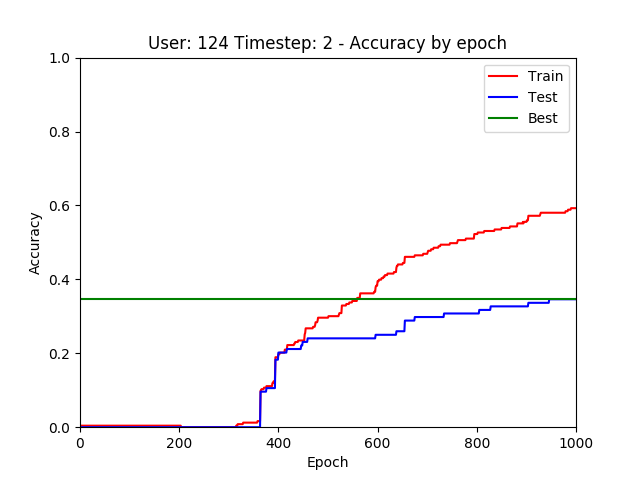 User: 124 Timestep: 2 - Accuracy by epoch
1.0
0.8
0.6
0.4
0.2
0.0
Accuracy
Train
Test
Best
0 200 400 600 800 1000
Epoch